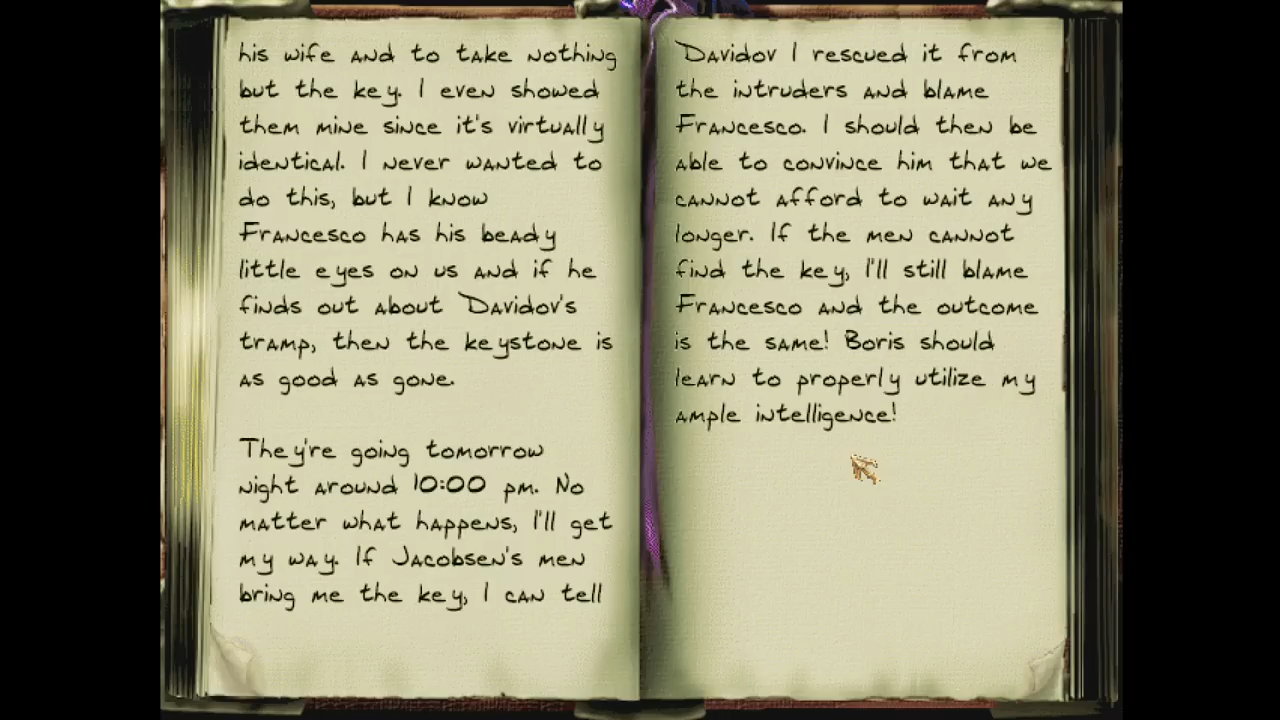 his wife and to take nothing
but the key. I even showed
them mine since it's virtually
identical. I never wanted to
do this, but I know
Francesco has his beady
little eyes on us and if he
finds out about Davidov's
tramp, then the keystone is
as good as gone.
They're going tomorrow
night around 10:00 pm. No
matter what happens, I'll get
my way. If Jacobsen's men
bring me the key, I can tell
Davidov I rescued it from
the intruders and blame
Francesco. I should then be
able to convince him that we
cannot afford to wait any
longer. If the men cannot
find the key, I'll still blame
Francesco and the outcome
is the same! Boris should
learn to properly utilize my
ample intelligence!